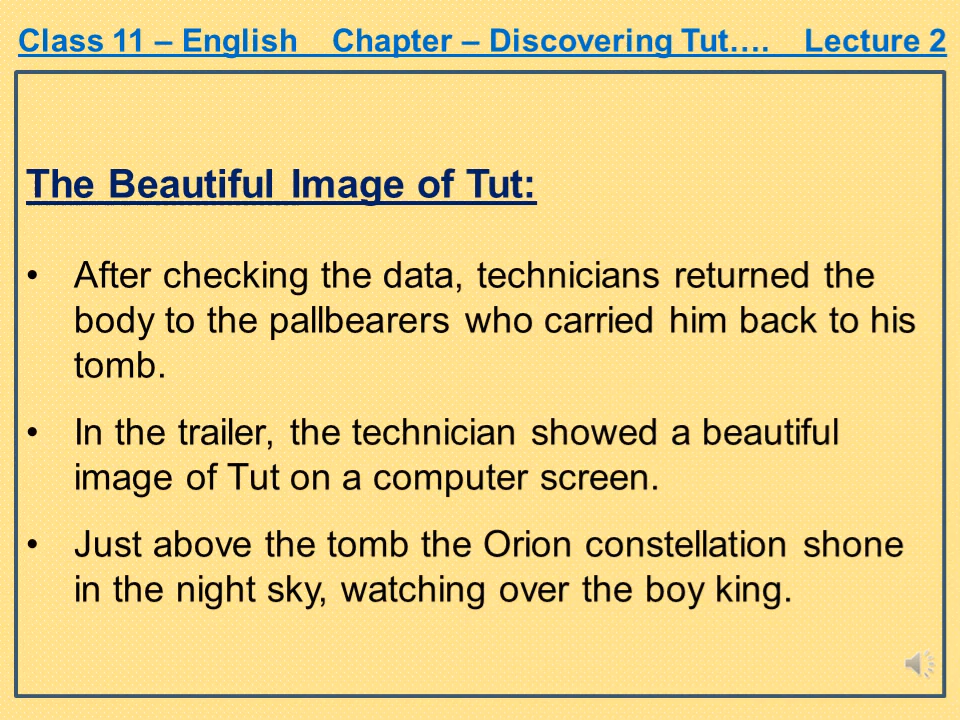 Class 11 – English    Chapter – Discovering Tut….    Lecture 2
The Beautiful Image of Tut:
• After checking the data, technicians returned the
body to the pallbearers who carried him back to his
tomb.
• In the trailer, the technician showed a beautiful
image of Tut on a computer screen.
• Just above the tomb the Orion constellation shone
in the night sky, watching over the boy king.